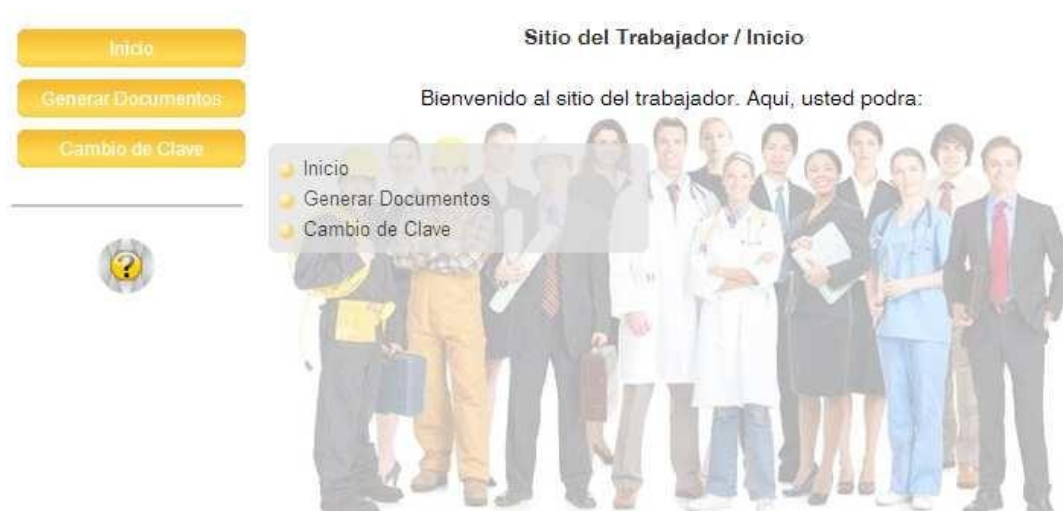 Inicio
Generar Documentos
Cambio de Clave
?
Sitio del Trabajador / Inicio
Bienvenido al sitio del trabajador. Aqui, usted podra:
Inicio
Generar Documentos
Cambio de Clave